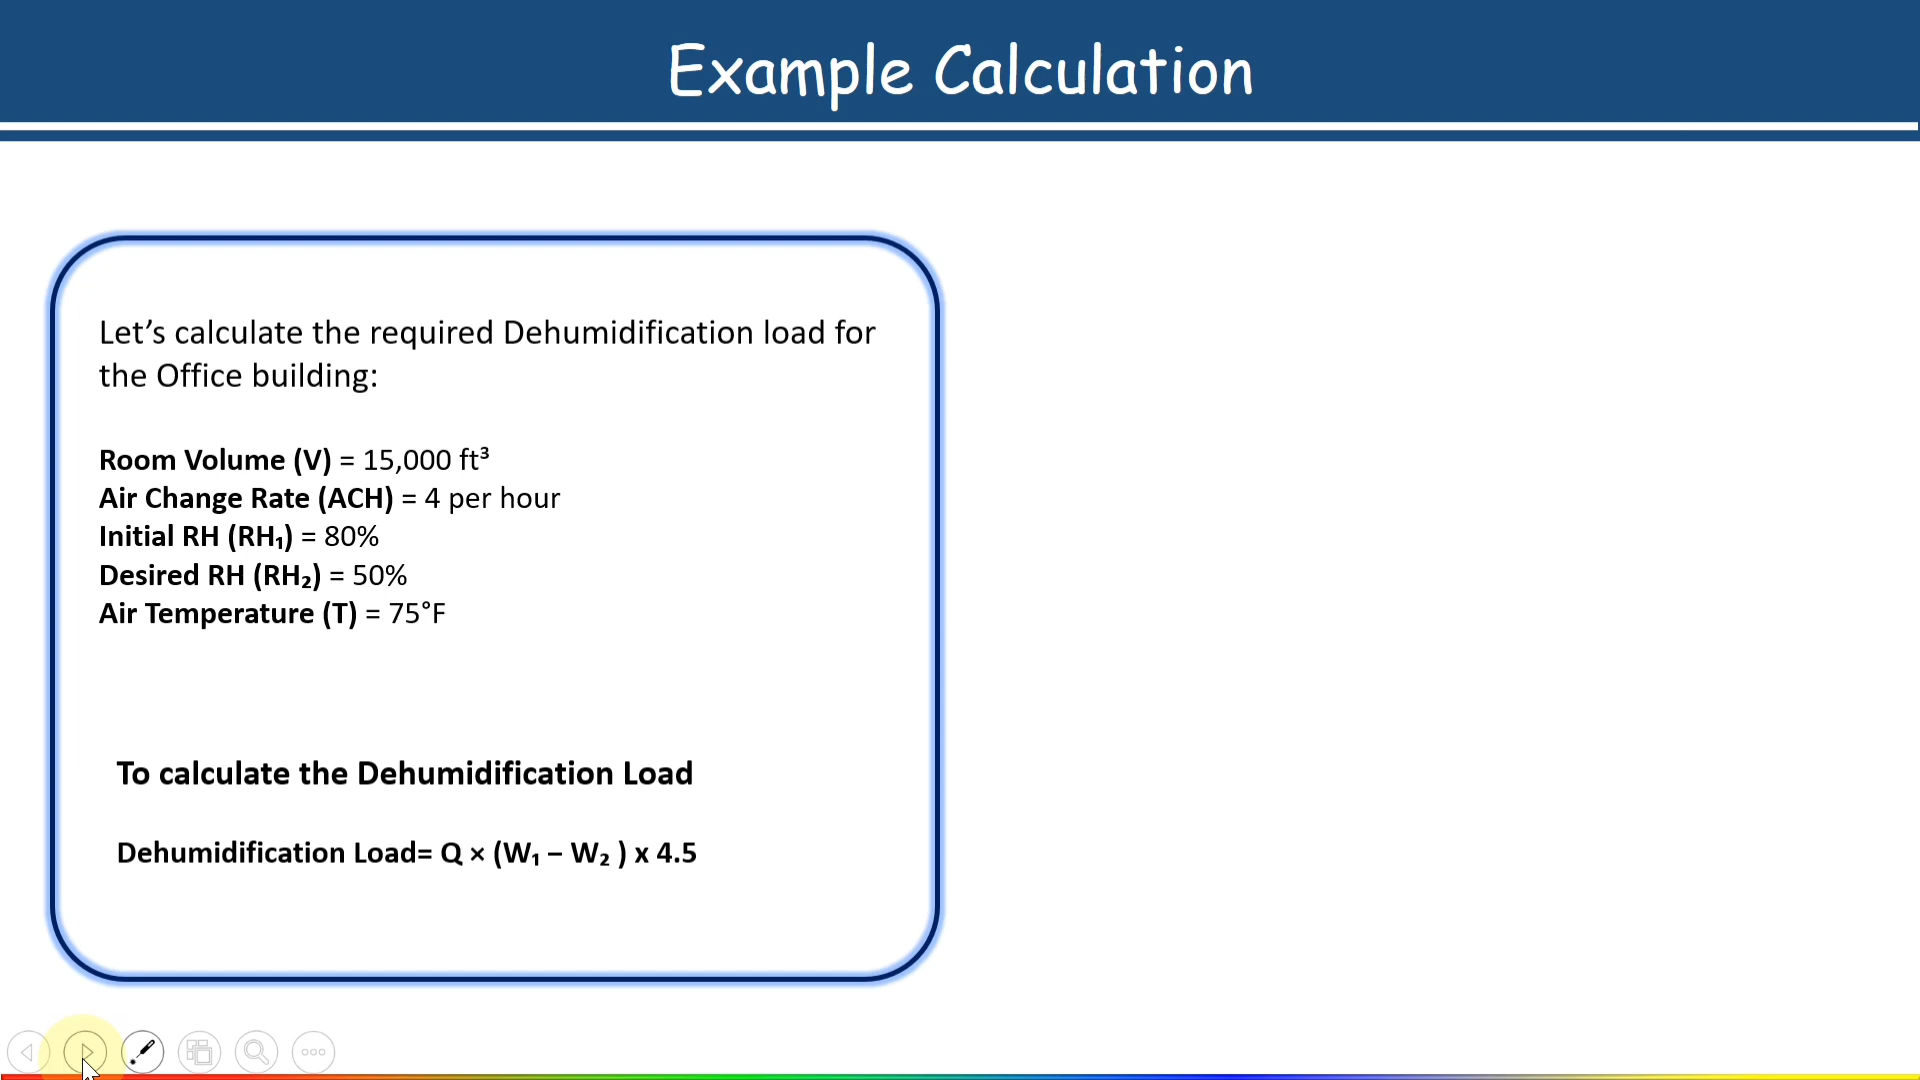 Example Calculation
Let’s calculate the required Dehumidification load for
the Office building:
Room Volume (V) = 15,000 ft³
Air Change Rate (ACH) = 4 per hour
Initial RH (RH₁) = 80%
Desired RH (RH₂) = 50%
Air Temperature (T) = 75°F
To calculate the Dehumidification Load
Dehumidification Load= Q × (W₁ – W₂ ) x 4.5